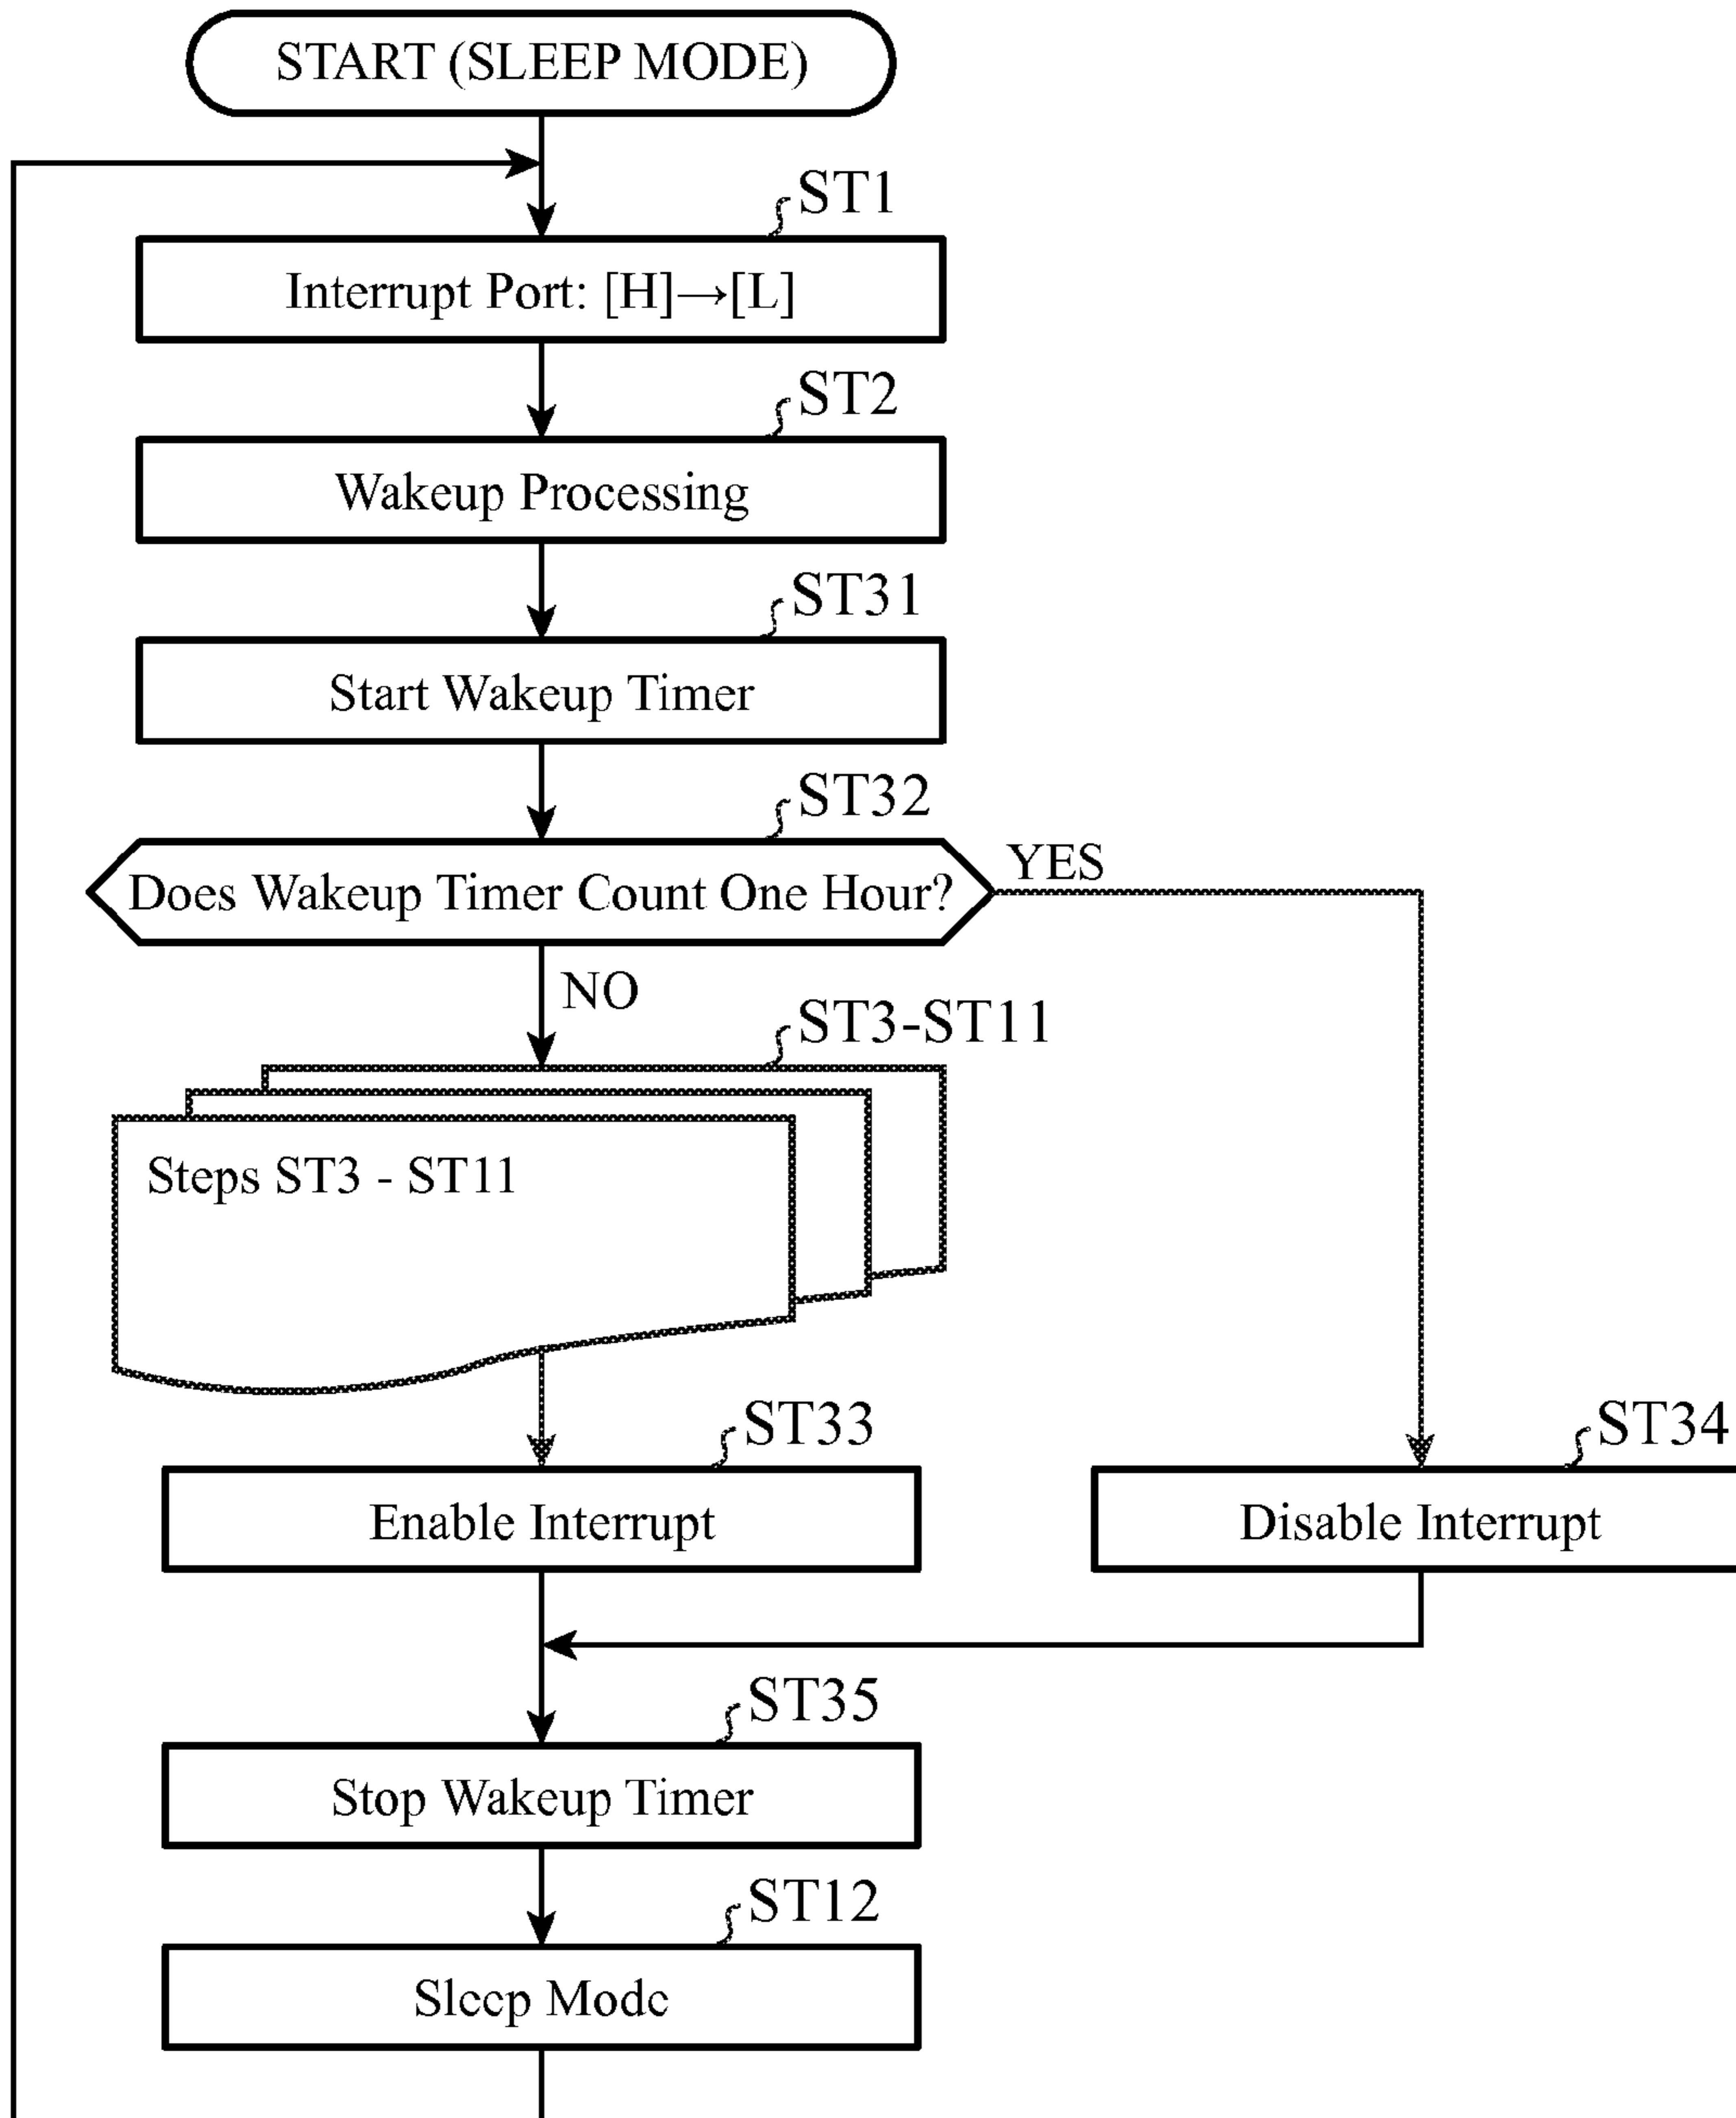 START (SLEEP MODE)
ST1
Interrupt Port: [H]→[L]
ST2
Wakeup Processing
ST31
Start Wakeup Timer
ST32
Does Wakeup Timer Count One Hour?
YES
NO
ST3-ST11
Steps ST3 - ST11
ST33
Enable Interrupt
ST34
Disable Interrupt
ST35
Stop Wakeup Timer
ST12
Sleep Mode